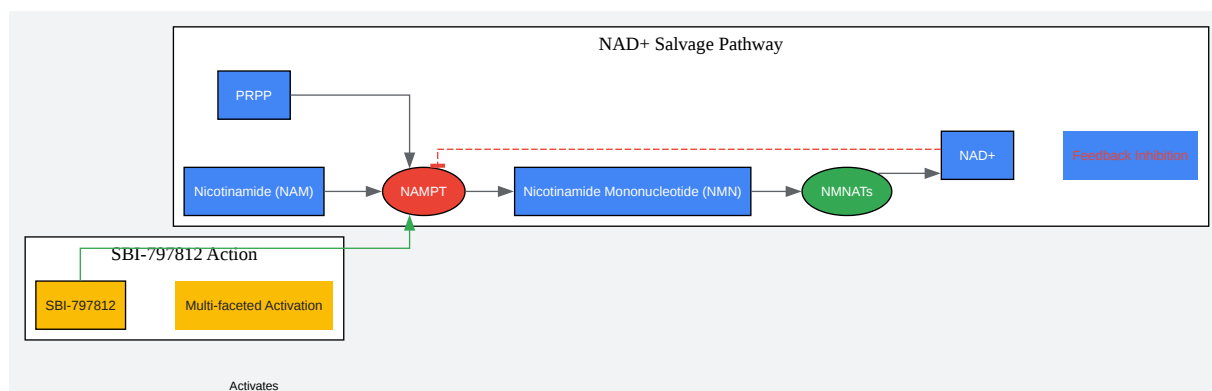 NAD+ Salvage Pathway
PRPP
NAD+
Feedback Inhibition
Nicotinamide (NAM)
NAMPT
Nicotinamide Mononucleotide (NMN)
NMNATs
SBI-797812 Action
SBI-797812
Multi-faceted Activation
Activates